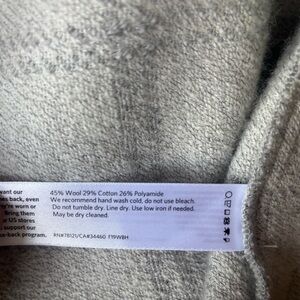 want our
es back, even
y're worn or
Bring them
US stores
support our
s-back program.
45% Wool 29% Cotton 26% Polyamide
We recommend hand wash cold, do not use bleach.
Do not tumble dry. Line dry. Use low iron if needed.
May be dry cleaned.
RN#78121/CA#34460 F19WBH